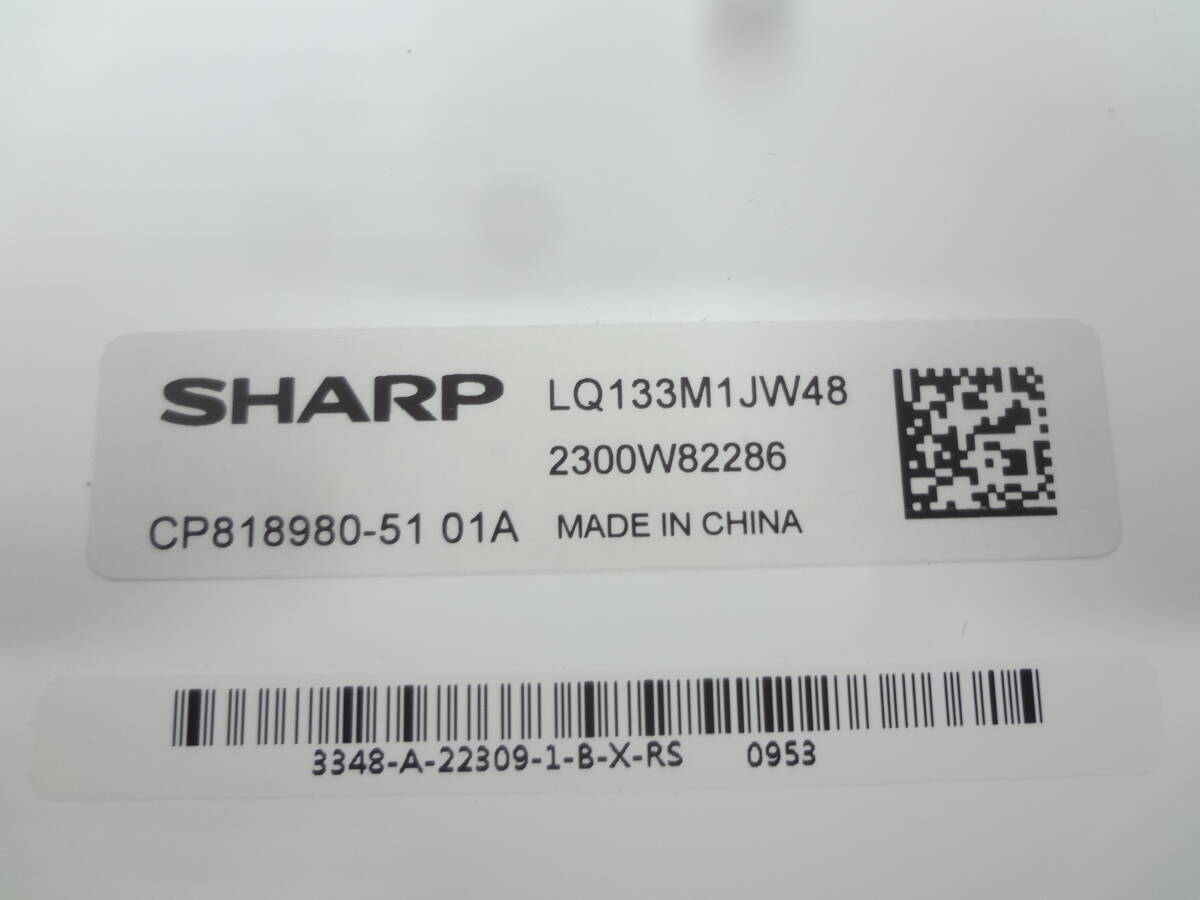 SHARP LQ133M1JW48
2300W82286
CP818980-51 01A MADE IN CHINA
3348-A-22309-1-B-X-RS 0953